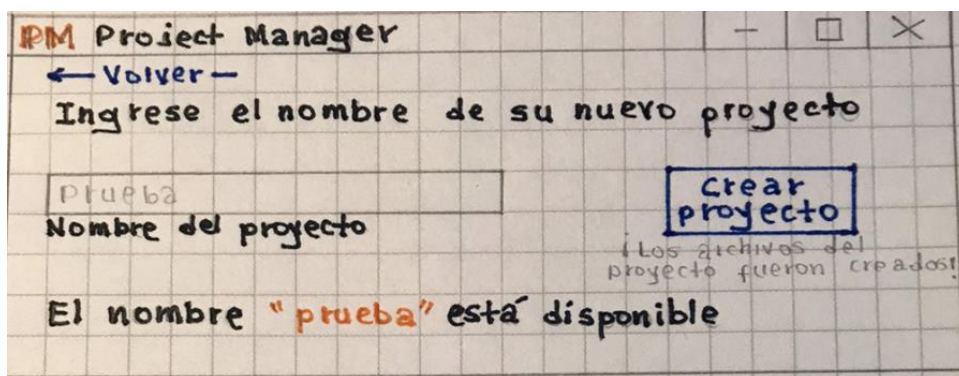 PM Project Manager
← Volver —
Ingrese el nombre de su nuevo proyecto
prueba
Nombre del proyecto
Crear
proyecto
¡Los archivos del
proyecto fueron creados!
El nombre "prueba" está disponible